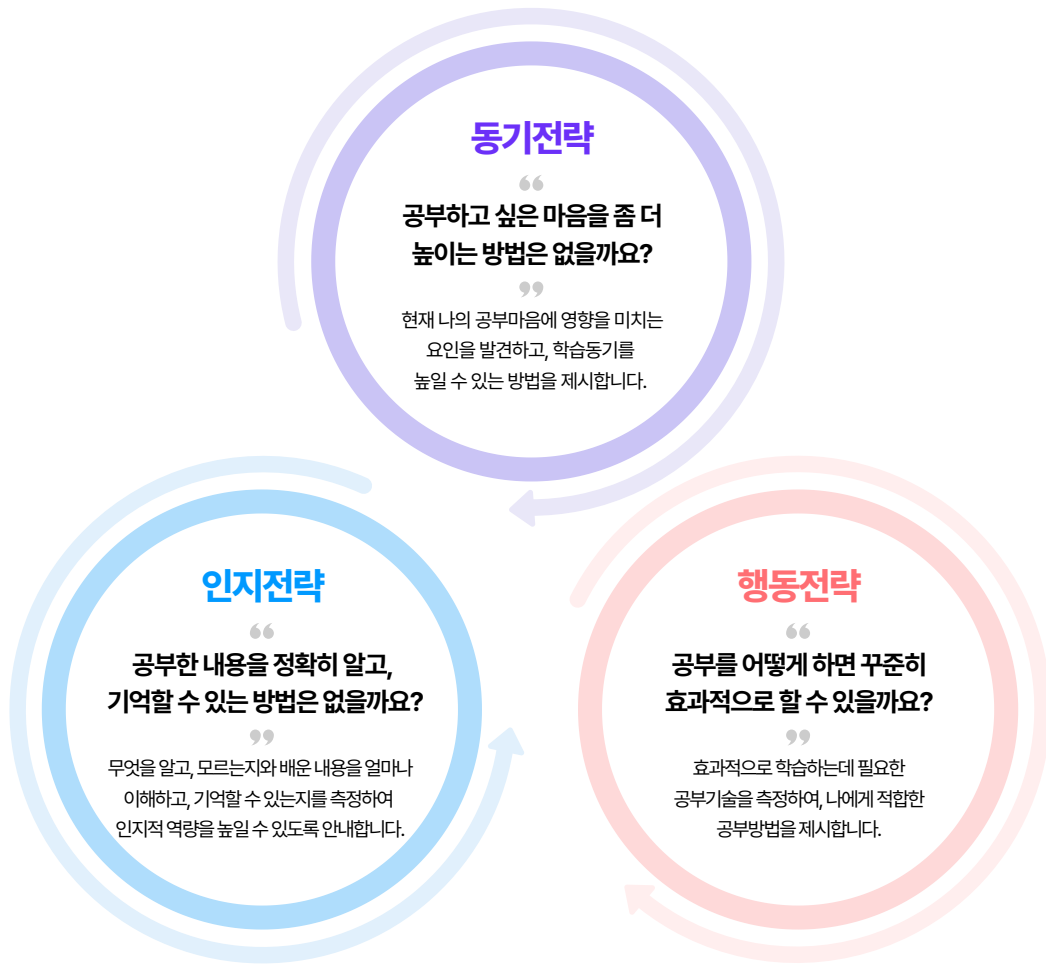 동기전략
“
공부하고 싶은 마음을 좀 더
높이는 방법은 없을까요?
”
현재 나의 공부마음에 영향을 미치는
요인을 발견하고, 학습동기를
높일 수 있는 방법을 제시합니다.
인지전략
“
공부한 내용을 정확히 알고,
기억할 수 있는 방법은 없을까요?
”
무엇을 알고, 모르는지와 배운 내용을 얼마나
이해하고, 기억할 수 있는지를 측정하여
인지적 역량을 높일 수 있도록 안내합니다.
행동전략
“
공부를 어떻게 하면 꾸준히
효과적으로 할 수 있을까요?
”
효과적으로 학습하는데 필요한
공부기술을 측정하여, 나에게 적합한
공부방법을 제시합니다.